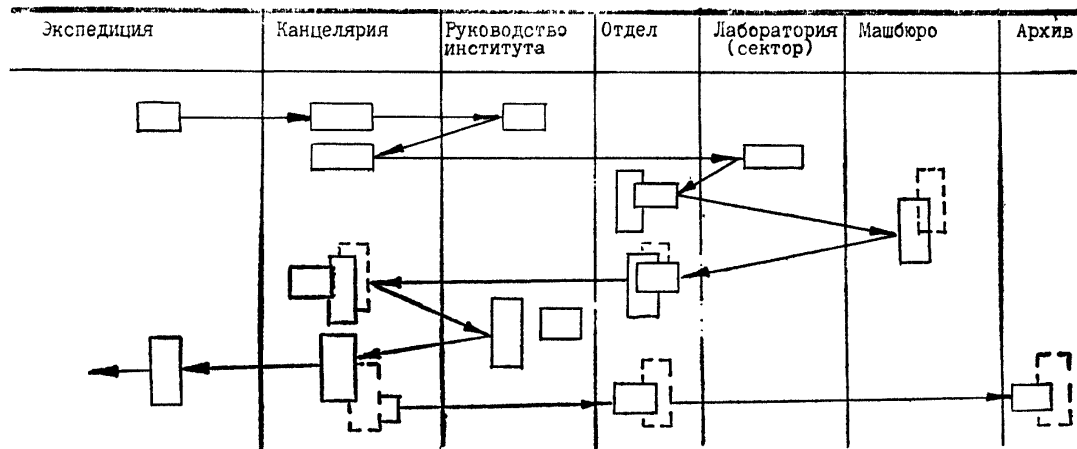 Экспедиция
Канцелярия
Руководство
института
Отдел
Лаборатория
(сектор)
Машбюро
Архив